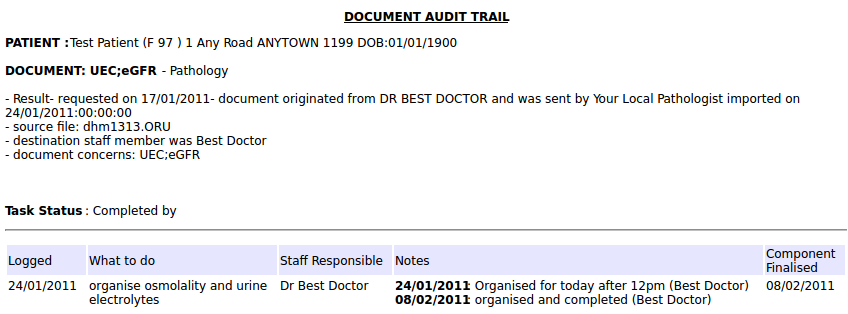 DOCUMENT AUDIT TRAIL
PATIENT :Test Patient (F 97 ) 1 Any Road ANYTOWN 1199 DOB:01/01/1900
DOCUMENT: UEC;eGFR - Pathology
- Result- requested on 17/01/2011- document originated from DR BEST DOCTOR and was sent by Your Local Pathologist imported on
24/01/2011:00:00:00
- source file: dhm1313.ORU
- destination staff member was Best Doctor
- document concerns: UEC;eGFR
Task Status : Completed by
Logged What to do Staff Responsible Notes Component
Finalised
24/01/2011 organise osmolality and urine Dr Best Doctor 24/01/2011: Organised for today after 12pm (Best Doctor) 08/02/2011
electrolytes 08/02/2011: organised and completed (Best Doctor)